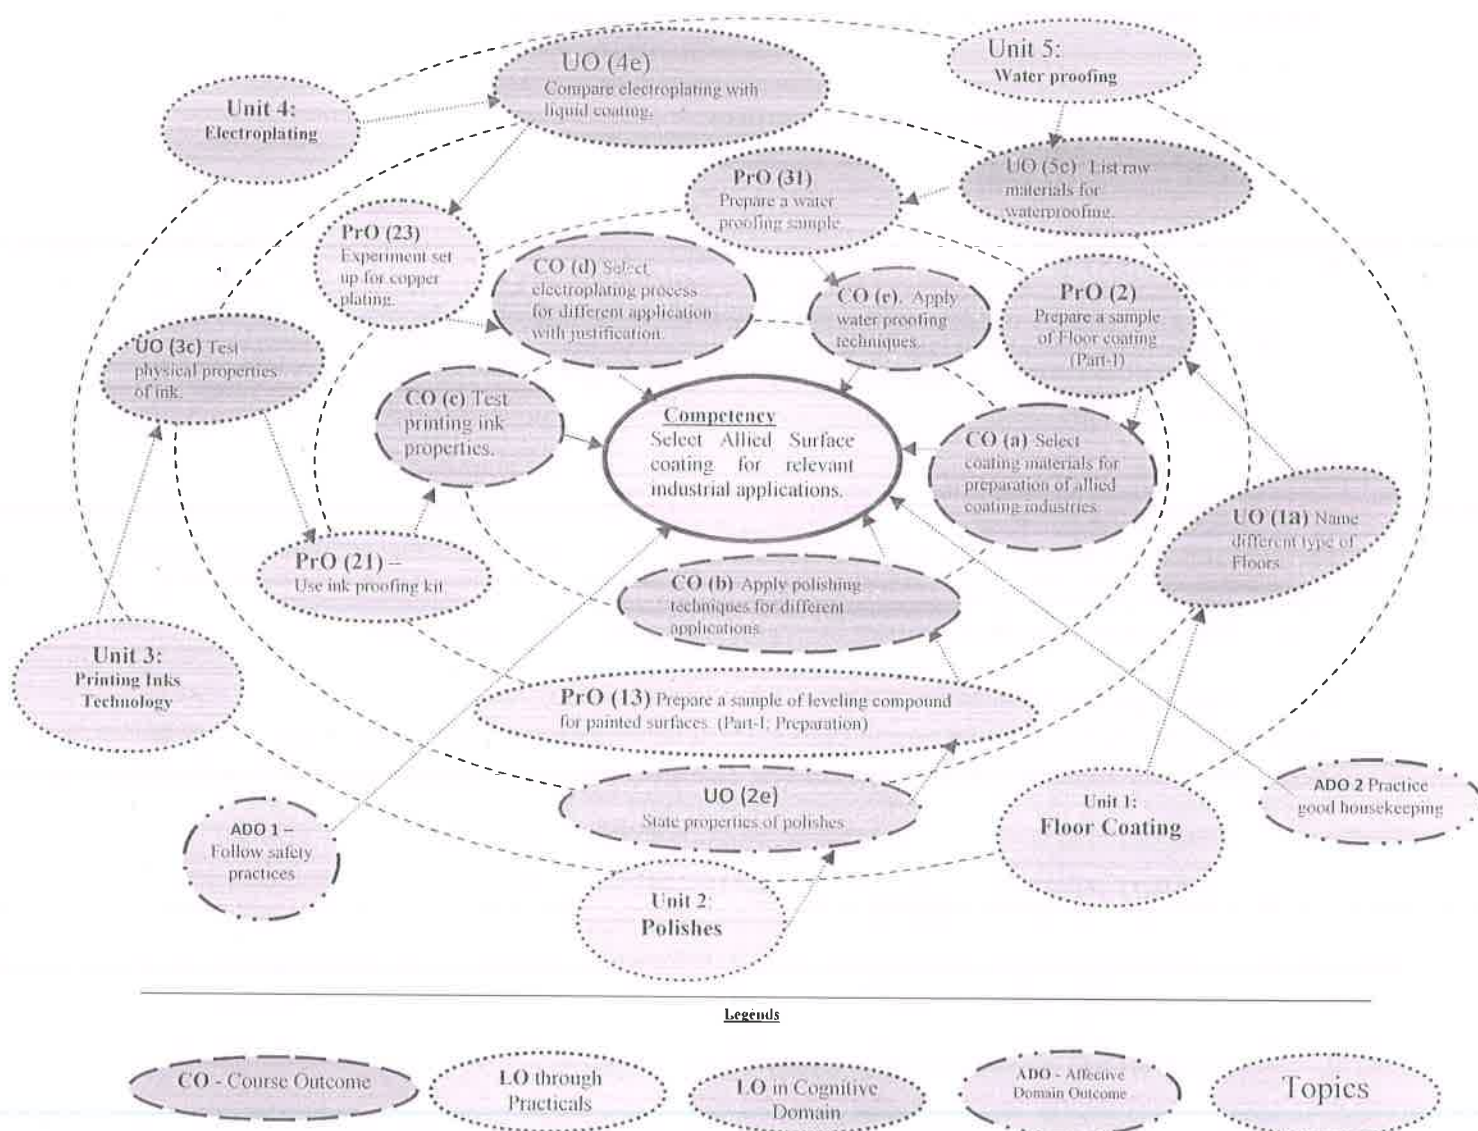 UO (4e)
Compare electroplating with
liquid coating.
Unit 5:
Water proofing
Unit 4:
Electroplating
PrO (31)
Prepare a water
proofing sample.
UO (5c) List raw
materials for
waterproofing.
PrO (23)
Experiment set
up for copper
plating.
CO (d) Select
electroplating process
for different application
with justification.
CO (e). Apply
water proofing
techniques.
PrO (2)
Prepare a sample
of Floor coating
(Part-I)
UO (3c) Test
physical properties
of ink.
CO (c) Test
printing ink
properties.
Competency
Select Allied Surface
coating for relevant
industrial applications.
CO (a) Select
coating materials for
preparation of allied
coating industries.
UO (1a) Name
different type of
Floors.
PrO (21) –
Use ink proofing kit
CO (b) Apply polishing
techniques for different
applications.
Unit 3:
Printing Inks
Technology
PrO (13) Prepare a sample of leveling compound
for painted surfaces. (Part-I: Preparation)
UO (2e)
State properties of polishes
Unit 1:
Floor Coating
ADO 2 Practice
good housekeeping
ADO 1 –
Follow safety
practices
Unit 2:
Polishes
Legends
CO - Course Outcome
LO through
Practicals
LO in Cognitive
Domain
ADO - Affective
Domain Outcome
Topics